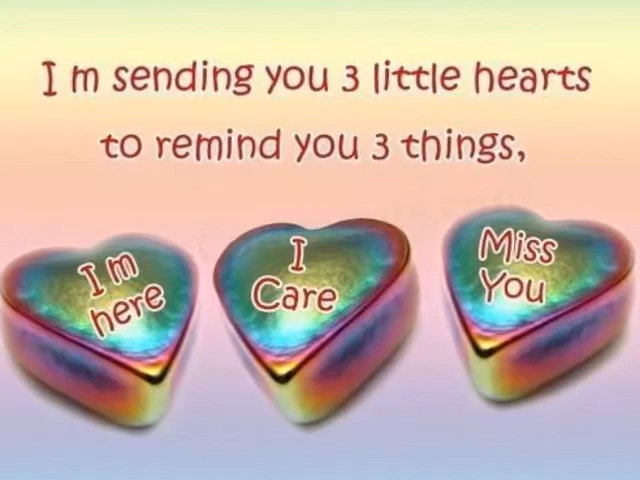 I m sending you 3 little hearts
to remind you 3 things,
I m
here
I
Care
Miss
You